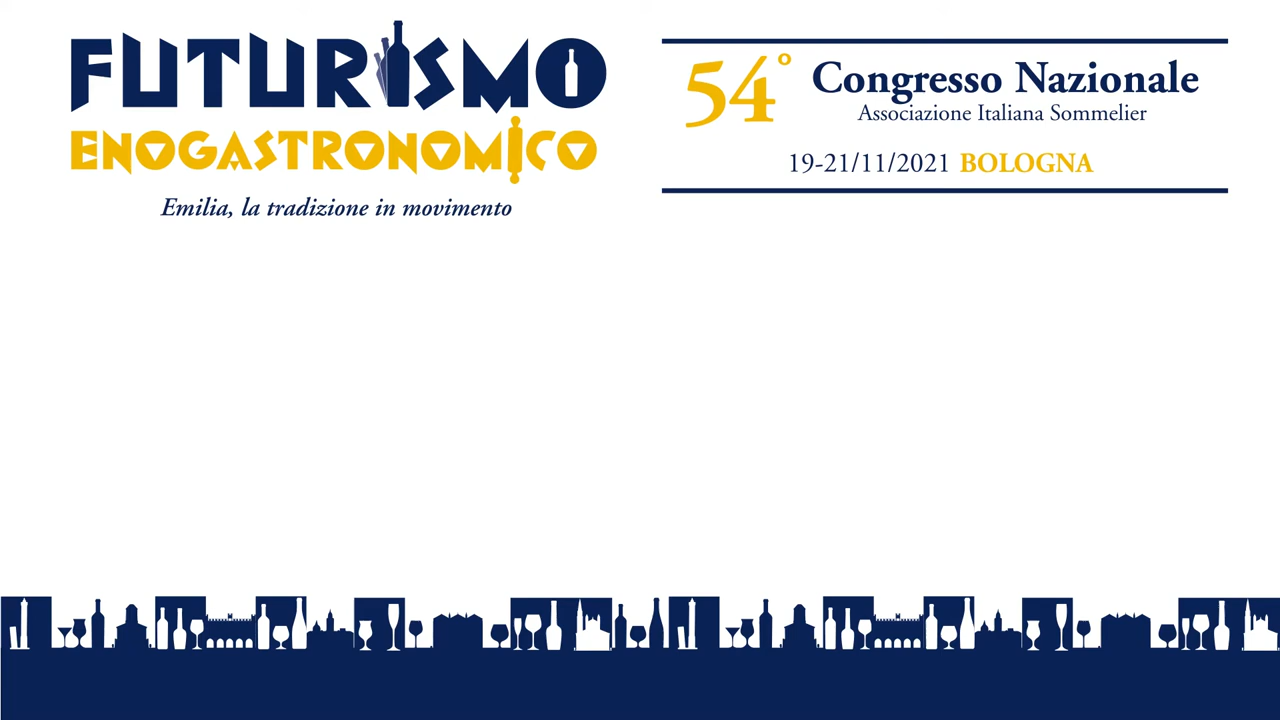 FUTURISMO
ENOGASTRONOMICO
Emilia, la tradizione in movimento
54° Congresso Nazionale
Associazione Italiana Sommelier
19-21/11/2021 BOLOGNA